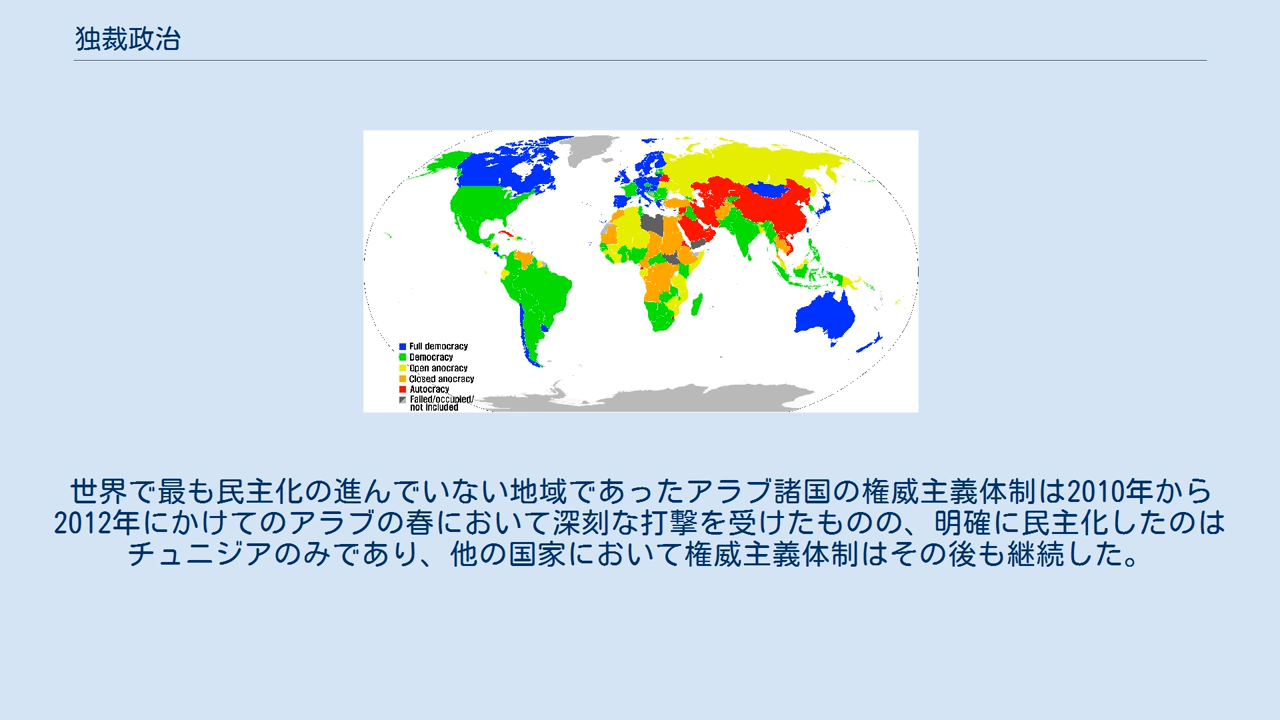 独裁政治
Full democracy
Democracy
Open anocracy
Closed anocracy
Autocracy
Failed/occupied/
not included
世界で最も民主化の進んでいない地域であったアラブ諸国の権威主義体制は2010年から
2012年にかけてのアラブの春において深刻な打撃を受けたものの、明確に民主化したのは
チュニジアのみであり、他の国家において権威主義体制はその後も継続した。